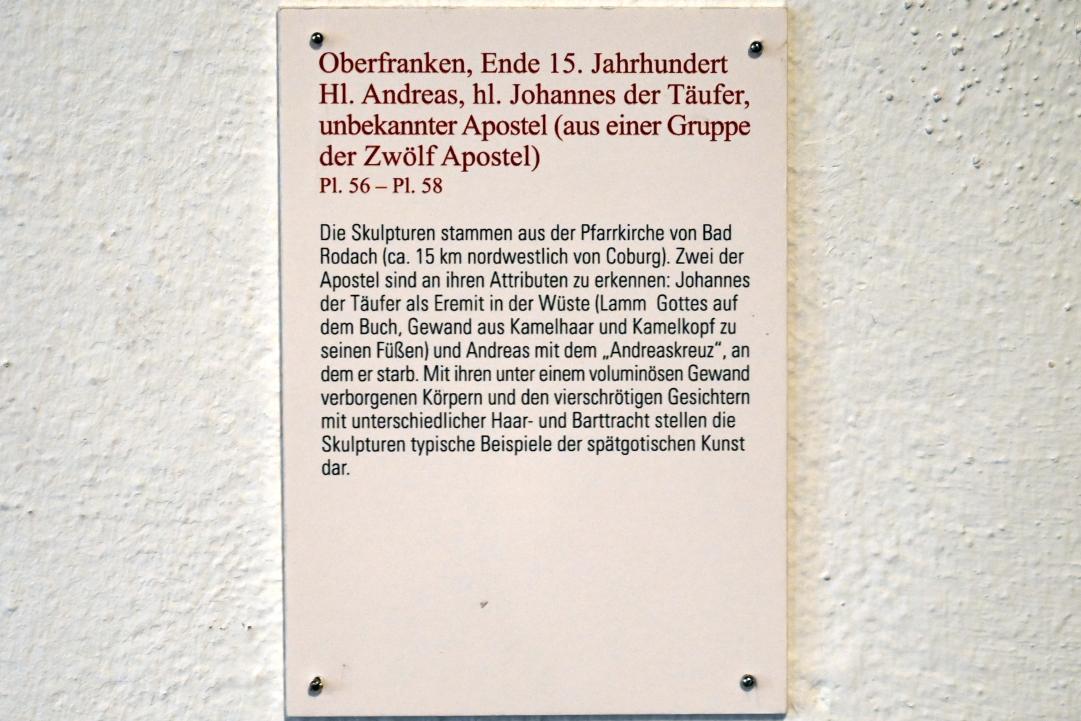 Oberfranken, Ende 15. Jahrhundert
Hl. Andreas, hl. Johannes der Täufer,
unbekannter Apostel (aus einer Gruppe
der Zwölf Apostel)
Pl. 56 – Pl. 58
Die Skulpturen stammen aus der Pfarrkirche von Bad
Rodach (ca. 15 km nordwestlich von Coburg). Zwei der
Apostel sind an ihren Attributen zu erkennen: Johannes
der Täufer als Eremit in der Wüste (Lamm  Gottes auf
dem Buch, Gewand aus Kamelhaar und Kamelkopf zu
seinen Füßen) und Andreas mit dem „Andreaskreuz“, an
dem er starb. Mit ihren unter einem voluminösen Gewand
verborgenen Körpern und den vierschrötigen Gesichtern
mit unterschiedlicher Haar- und Barttracht stellen die
Skulpturen typische Beispiele der spätgotischen Kunst
dar.